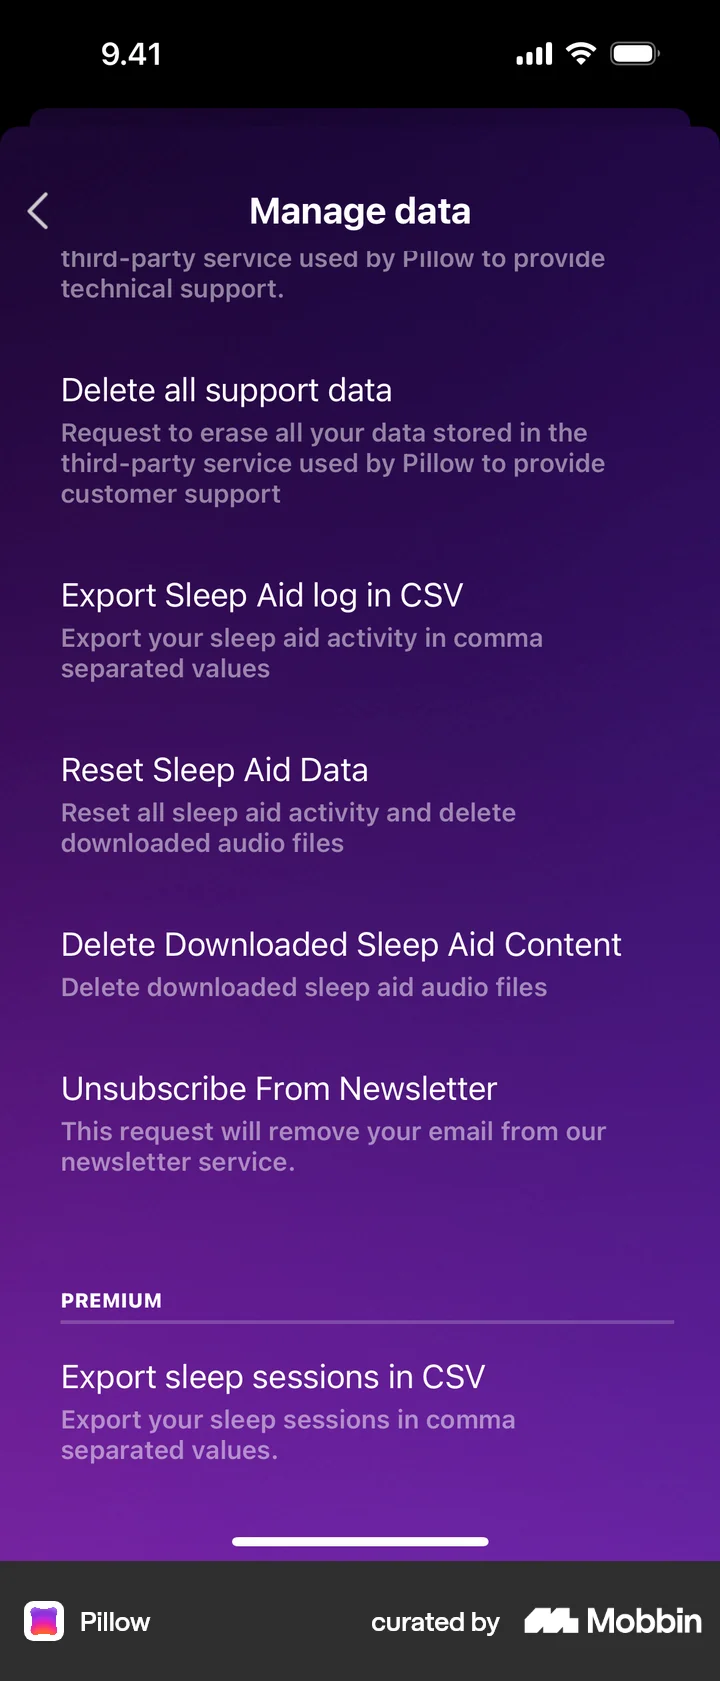 9.41
Manage data
third-party service used by Pillow to provide
technical support.
Delete all support data
Request to erase all your data stored in the
third-party service used by Pillow to provide
customer support
Export Sleep Aid log in CSV
Export your sleep aid activity in comma
separated values
Reset Sleep Aid Data
Reset all sleep aid activity and delete
downloaded audio files
Delete Downloaded Sleep Aid Content
Delete downloaded sleep aid audio files
Unsubscribe From Newsletter
This request will remove your email from our
newsletter service.
PREMIUM
Export sleep sessions in CSV
Export your sleep sessions in comma
separated values.
Pillow
curated by Mobbin